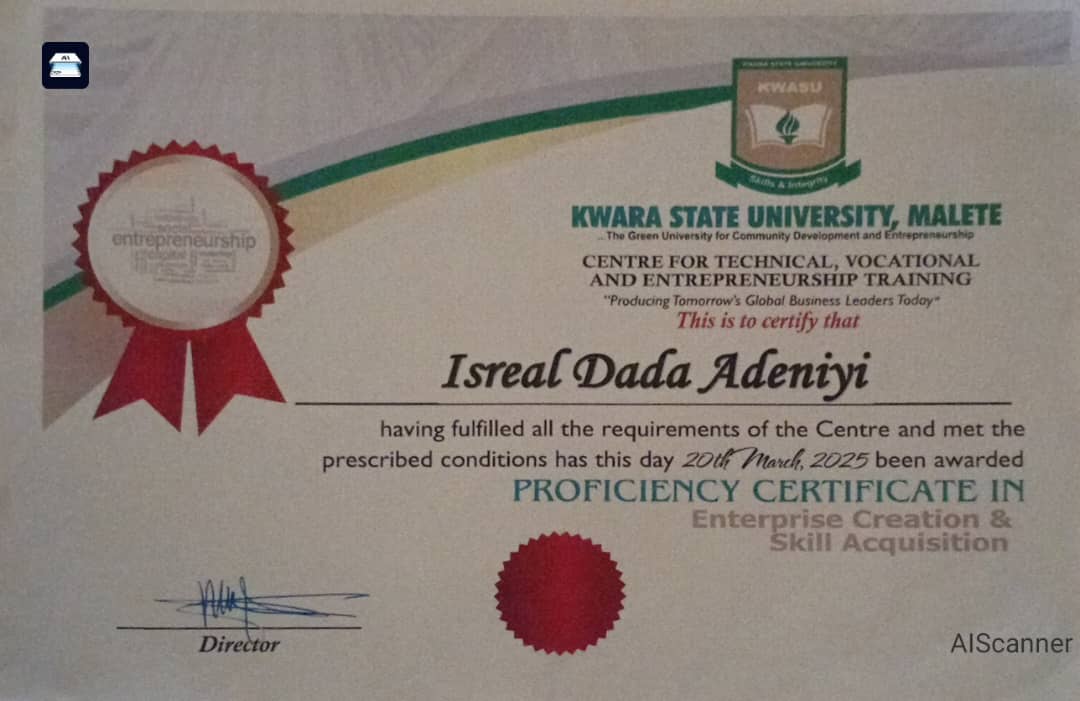 KWARA STATE UNIVERSITY
KWASU
Skills & Integrity
KWARA STATE UNIVERSITY, MALETE
...The Green University for Community Development and Entrepreneurship
CENTRE FOR TECHNICAL, VOCATIONAL
AND ENTREPRENEURSHIP TRAINING
"Producing Tomorrow's Global Business Leaders Today"
This is to certify that
social
entrepreneurship
capital
Isreal Dada Adeniyi
having fulfilled all the requirements of the Centre and met the
prescribed conditions has this day 20th March, 2025 been awarded
PROFICIENCY CERTIFICATE IN
Enterprise Creation &
Skill Acquisition
Director
AIScanner